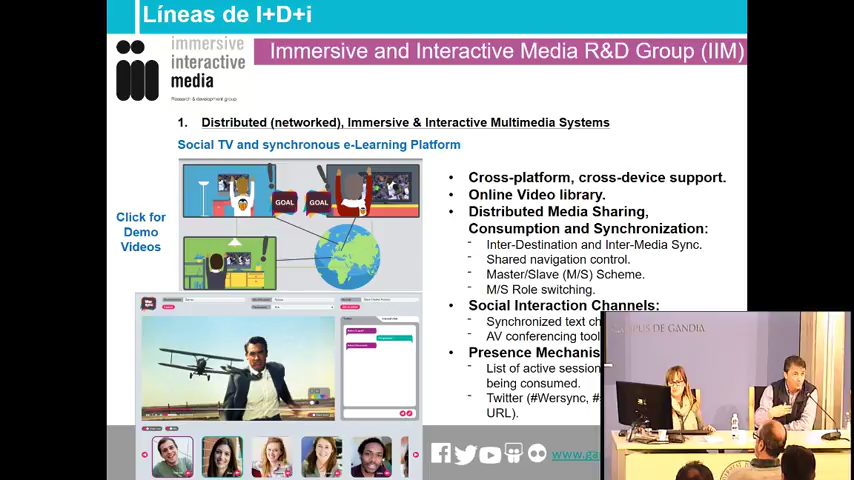 Líneas de I+D+i
immersive
interactive
media
Research & development group
Immersive and Interactive Media R&D Group (IIM)
1. Distributed (networked), Immersive & Interactive Multimedia Systems
Social TV and synchronous e-Learning Platform
Click for
Demo
Videos
GOAL
GOAL
• Cross-platform, cross-device support.
• Online Video library.
• Distributed Media Sharing,
Consumption and Synchronization:
- Inter-Destination and Inter-Media Sync.
- Shared navigation control.
- Master/Slave (M/S) Scheme.
- M/S Role switching.
• Social Interaction Channels:
- Synchronized text ch
- AV conferencing tool
• Presence Mechanis
- List of active session
being consumed.
- Twitter (#Wersync, #
URL).
www.ga
CAMPUS DE GANDIA